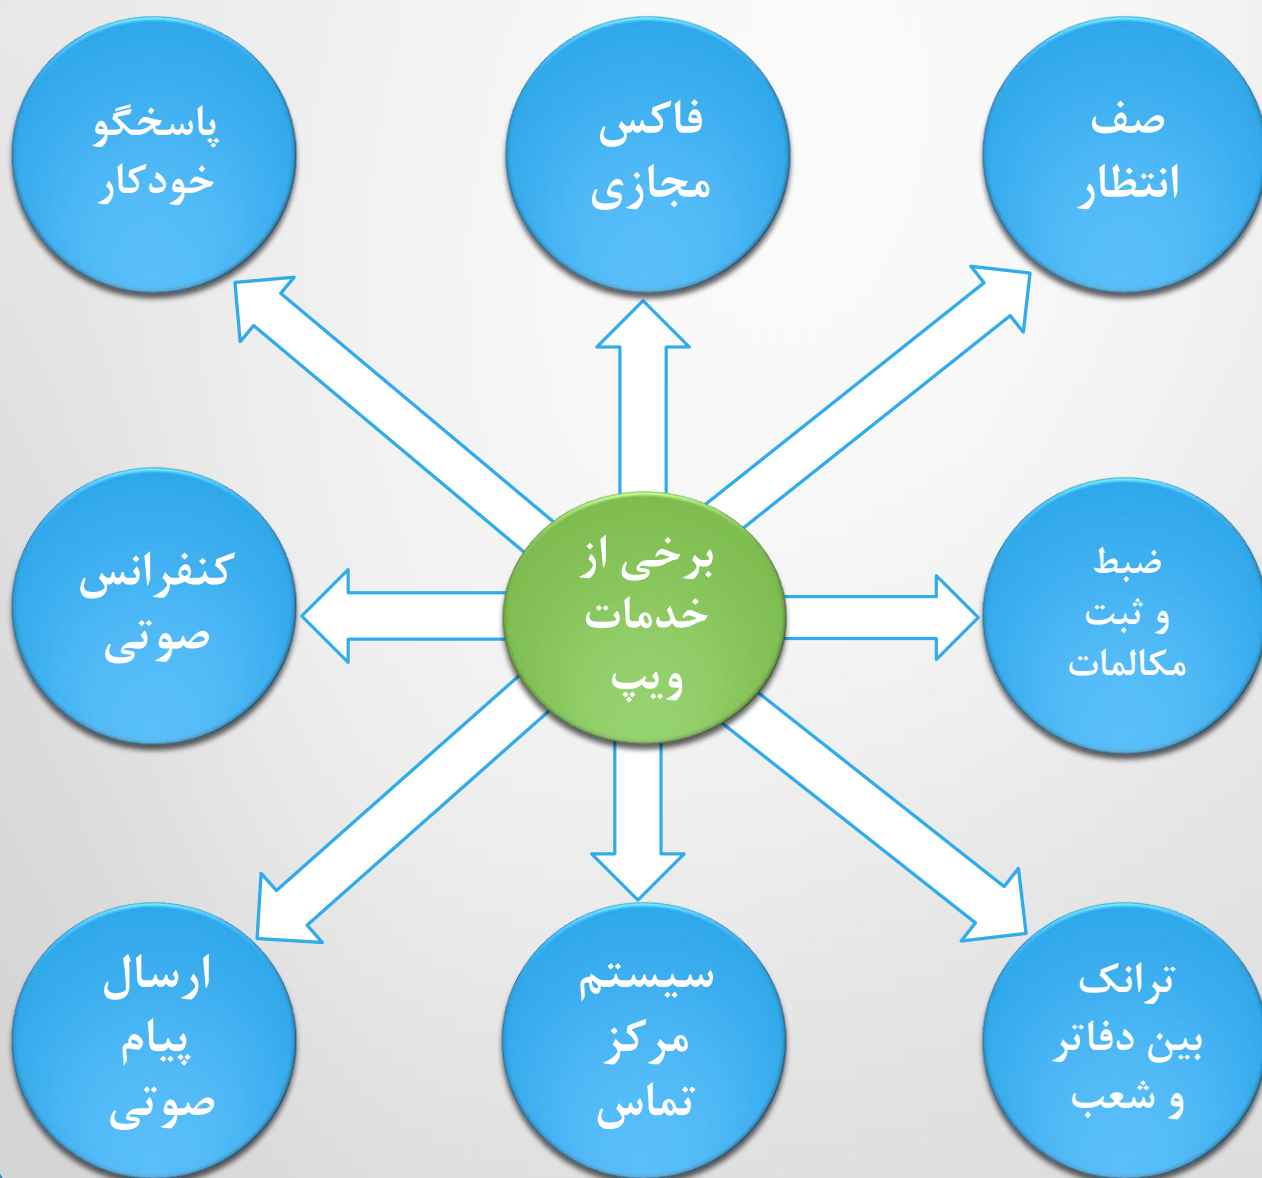 صف
انتظار
فاکس
مجازی
پاسخگو
خودکار
ضبط
و ثبت
مکالمات
برخی از
خدمات
ویپ
کنفرانس
صوتی
ترانک
بین دفاتر
و شعب
سیستم
مرکز
تماس
ارسال
پیام
صوتی